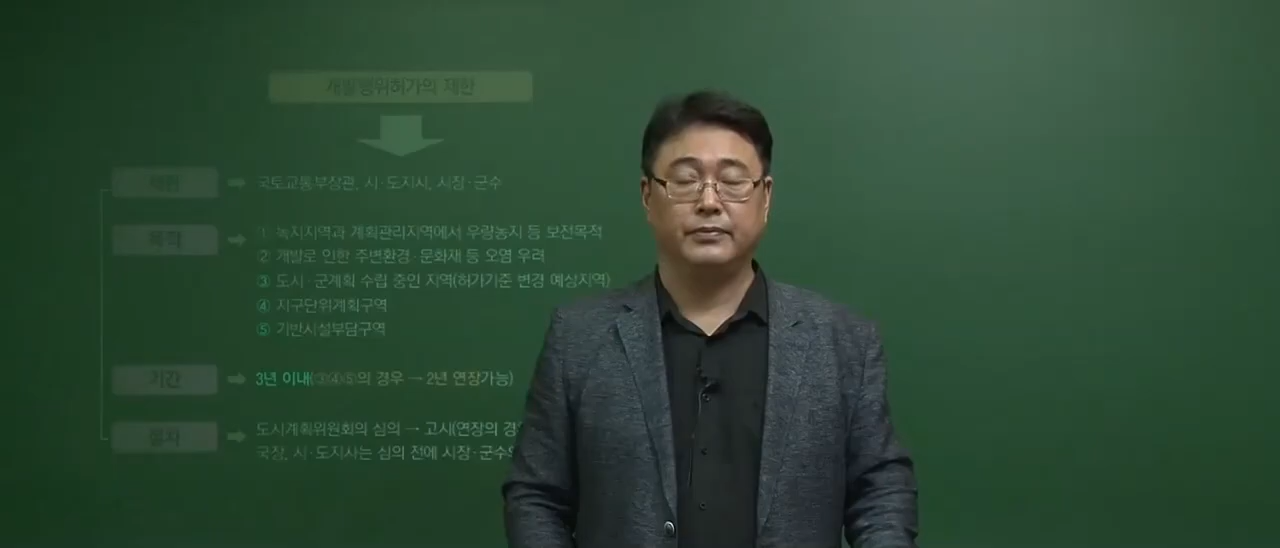 개발행위허가의 제한
제한 국토교통부장관, 시·도지사, 시장·군수
목적 ① 녹지지역과 계획관리지역에서 우량농지 등 보전목적
② 개발로 인한 주변환경·문화재 등 오염 우려
③ 도시·군계획 수립 중인 지역(허가기준 변경 예상지역)
④ 지구단위계획구역
⑤ 기반시설부담구역
기간 3년 이내(③④⑤의 경우 → 2년 연장가능)
절차 도시계획위원회의 심의 → 고시(연장의 경
국장, 시·도지사는 심의 전에 시장·군수